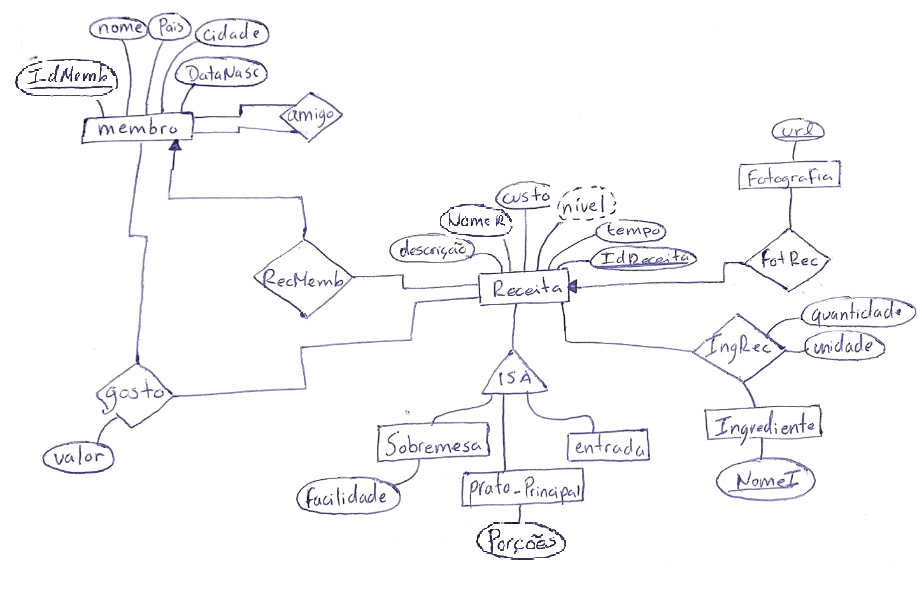 nome
País
cidade
IdMemb
DataNasc
membro
amigo
url
Fotografia
custo
nível
NomeR
tempo
descrição
IdReceita
FotRec
RecMemb
Receita
quantidade
IngRec
unidade
ISA
gosto
Ingrediente
Sobremesa
entrada
valor
NomeI
facilidade
prato_Principal
Porções